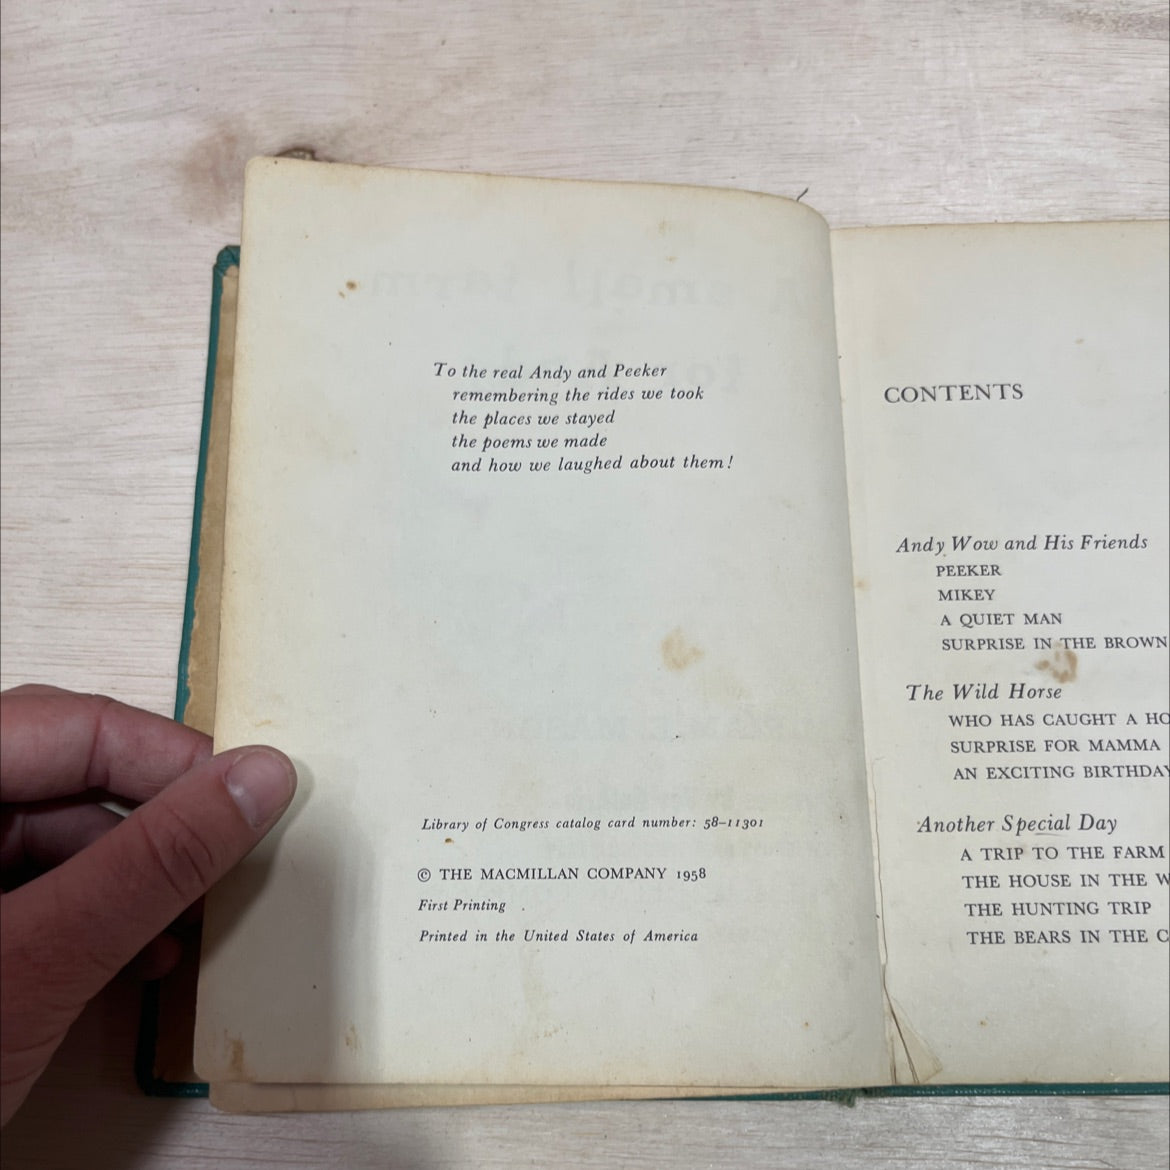 To the real Andy and Peeker
remembering the rides we took
the places we stayed
the poems we made
and how we laughed about them!
Library of Congress catalog card number: 58-11301
© THE MACMILLAN COMPANY 1958
First Printing
Printed in the United States of America
CONTENTS
Andy Wow and His Friends
PEEKER
MIKEY
A QUIET MAN
SURPRISE IN THE BROWN
The Wild Horse
WHO HAS CAUGHT A HO
SURPRISE FOR MAMMA
AN EXCITING BIRTHDAY
Another Special Day
A TRIP TO THE FARM
THE HOUSE IN THE W
THE HUNTING TRIP
THE BEARS IN THE C